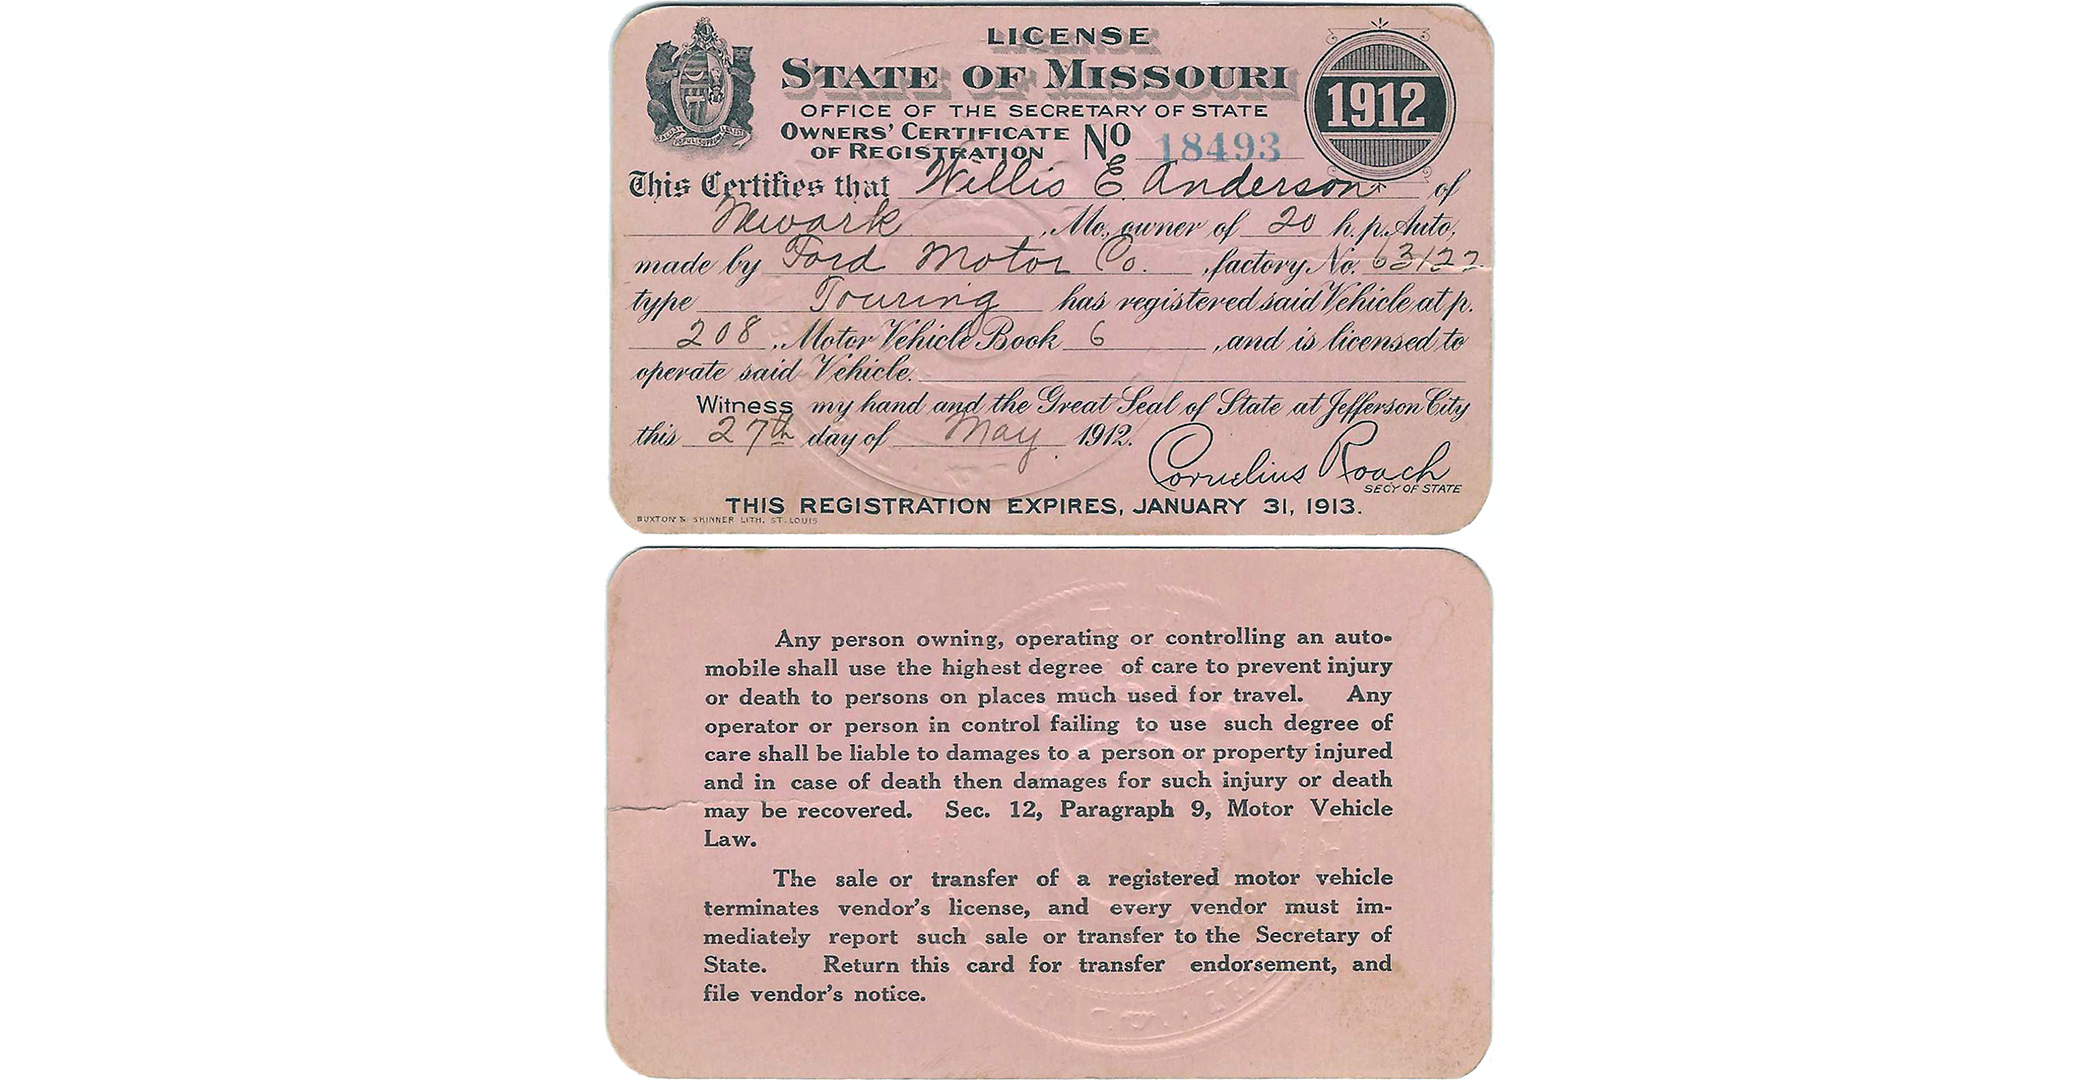 LICENSE
STATE OF MISSOURI
OFFICE OF THE SECRETARY OF STATE
1912
OWNERS' CERTIFICATE
OF REGISTRATION
No 18493
This Certifies that Willis E. Anderson of
Newark, Mo, owner of 20 h.p. Auto,
made by Ford Motor Co., factory No. 63122
type Touring has registered said Vehicle at p.
208, Motor Vehicle Book 6, and is licensed to
operate said Vehicle.
Witness my hand and the Great Seal of State at Jefferson City
this 27th day of May 1912.
Cornelius Roach
SECY OF STATE
THIS REGISTRATION EXPIRES, JANUARY 31, 1913.
BUXTON & SKINNER LITH. ST. LOUIS
Any person owning, operating or controlling an auto-
mobile shall use the highest degree of care to prevent injury
or death to persons on places much used for travel. Any
operator or person in control failing to use such degree of
care shall be liable to damages to a person or property injured
and in case of death then damages for such injury or death
may be recovered. Sec. 12, Paragraph 9, Motor Vehicle
Law.
The sale or transfer of a registered motor vehicle
terminates vendor's license, and every vendor must im-
mediately report such sale or transfer to the Secretary of
State. Return this card for transfer endorsement, and
file vendor's notice.